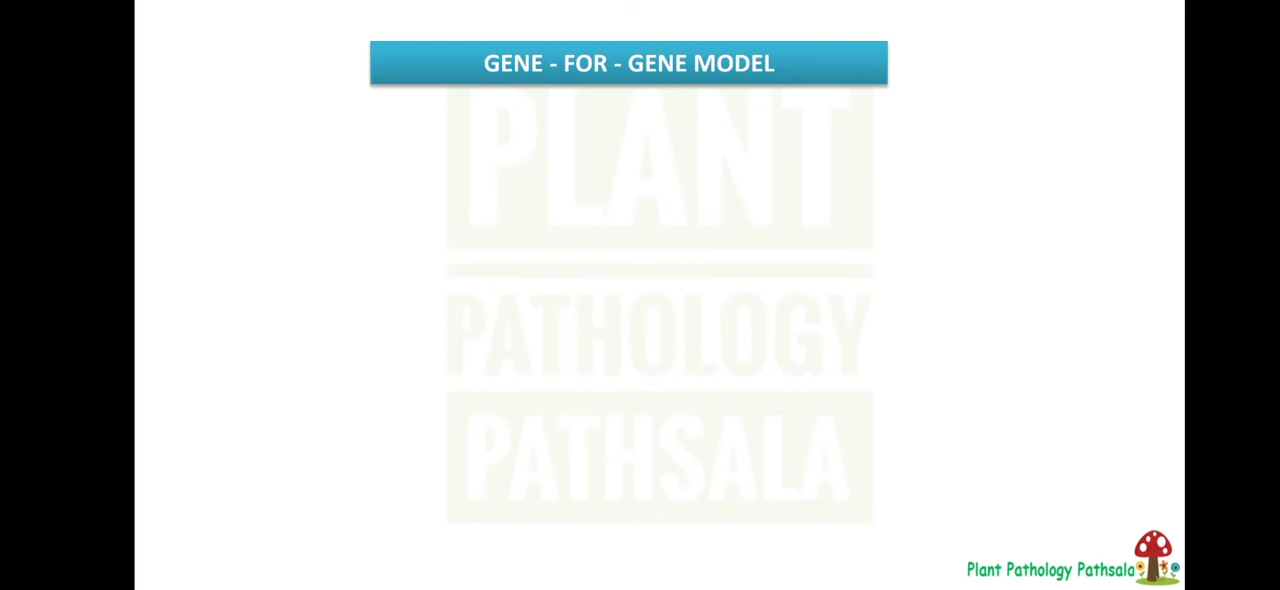 GENE - FOR - GENE MODEL
PLANT
PATHOLOGY
PATHSALA
Plant Pathology Pathsala